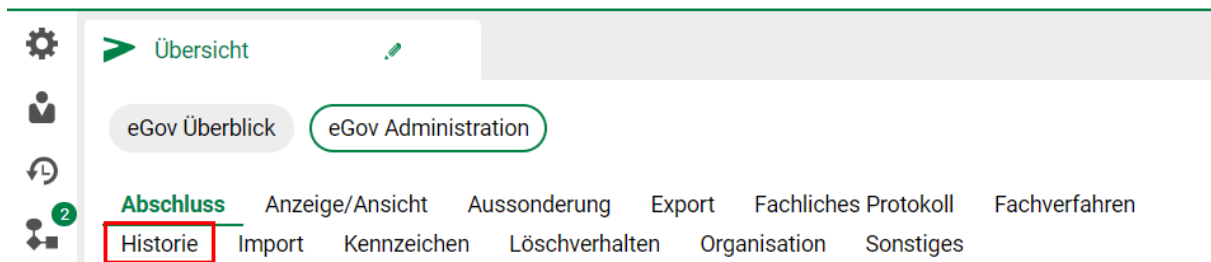 Übersicht
eGov Überblick eGov Administration
2
Abschluss Anzeige/Ansicht Aussonderung Export Fachliches Protokoll Fachverfahren
Historie Import Kennzeichen Löschverhalten Organisation Sonstiges